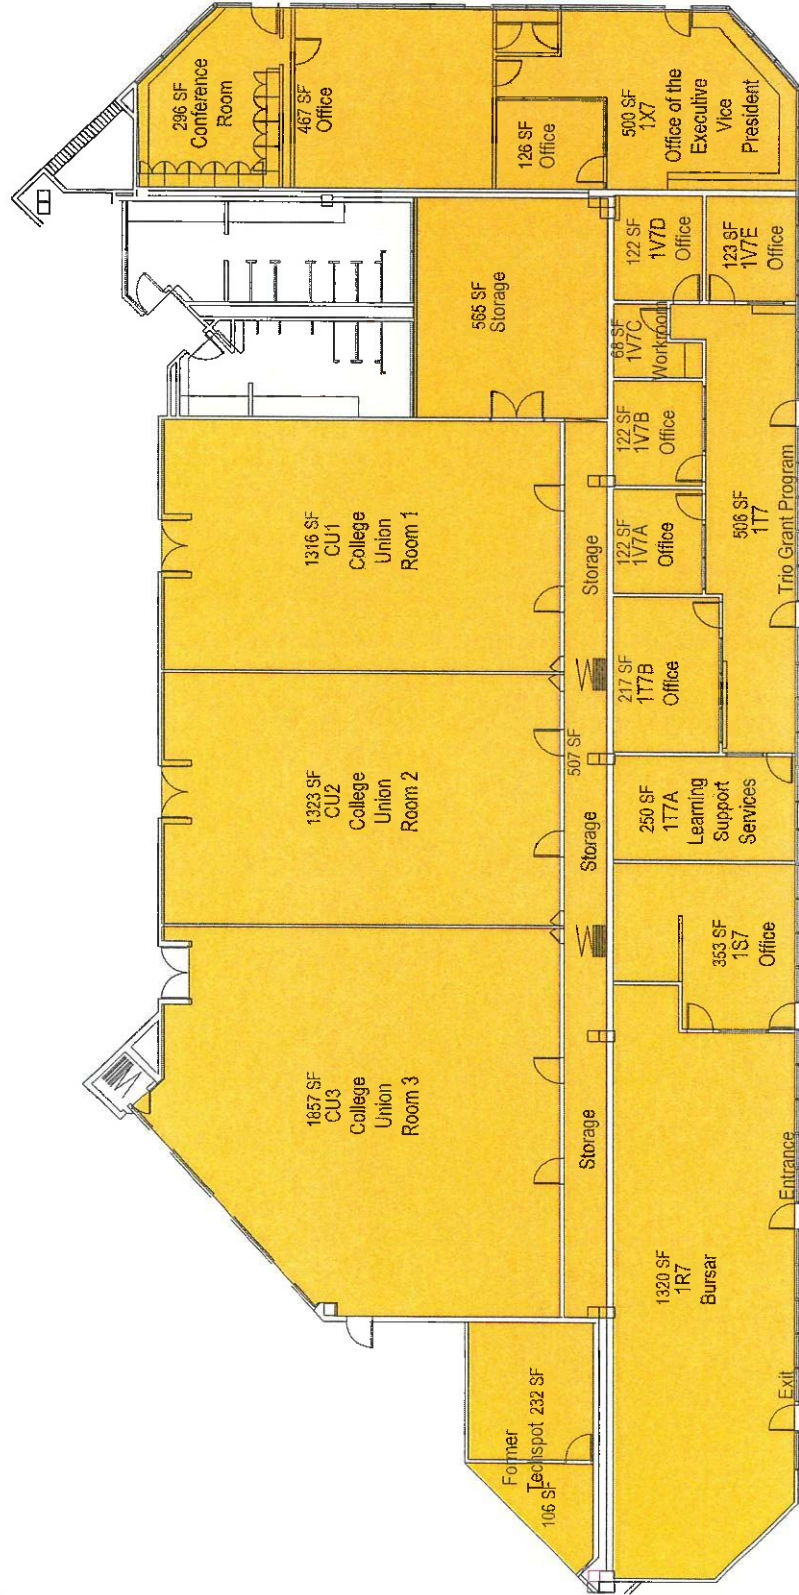 296 SF
Conference
Room
467 SF
Office
126 SF
Office
500 SF
1X7
Office of the
Executive
Vice
President
565 SF
Storage
122 SF
1V7D
Office
123 SF
1V7E
Office
68 SF
1V7C
Workroom
122 SF
1V7B
Office
122 SF
1V7A
Office
506 SF
1T7
Trio Grant Program
217 SF
1T7B
Office
1316 SF
CU1
College
Union
Room 1
Storage
1323 SF
CU2
College
Union
Room 2
507 SF
Storage
250 SF
1T7A
Learning
Support
Services
353 SF
1S7
Office
1857 SF
CU3
College
Union
Room 3
Storage
1320 SF
1R7
Bursar
Entrance
Exit
Former
Techspot 232 SF
106 SF